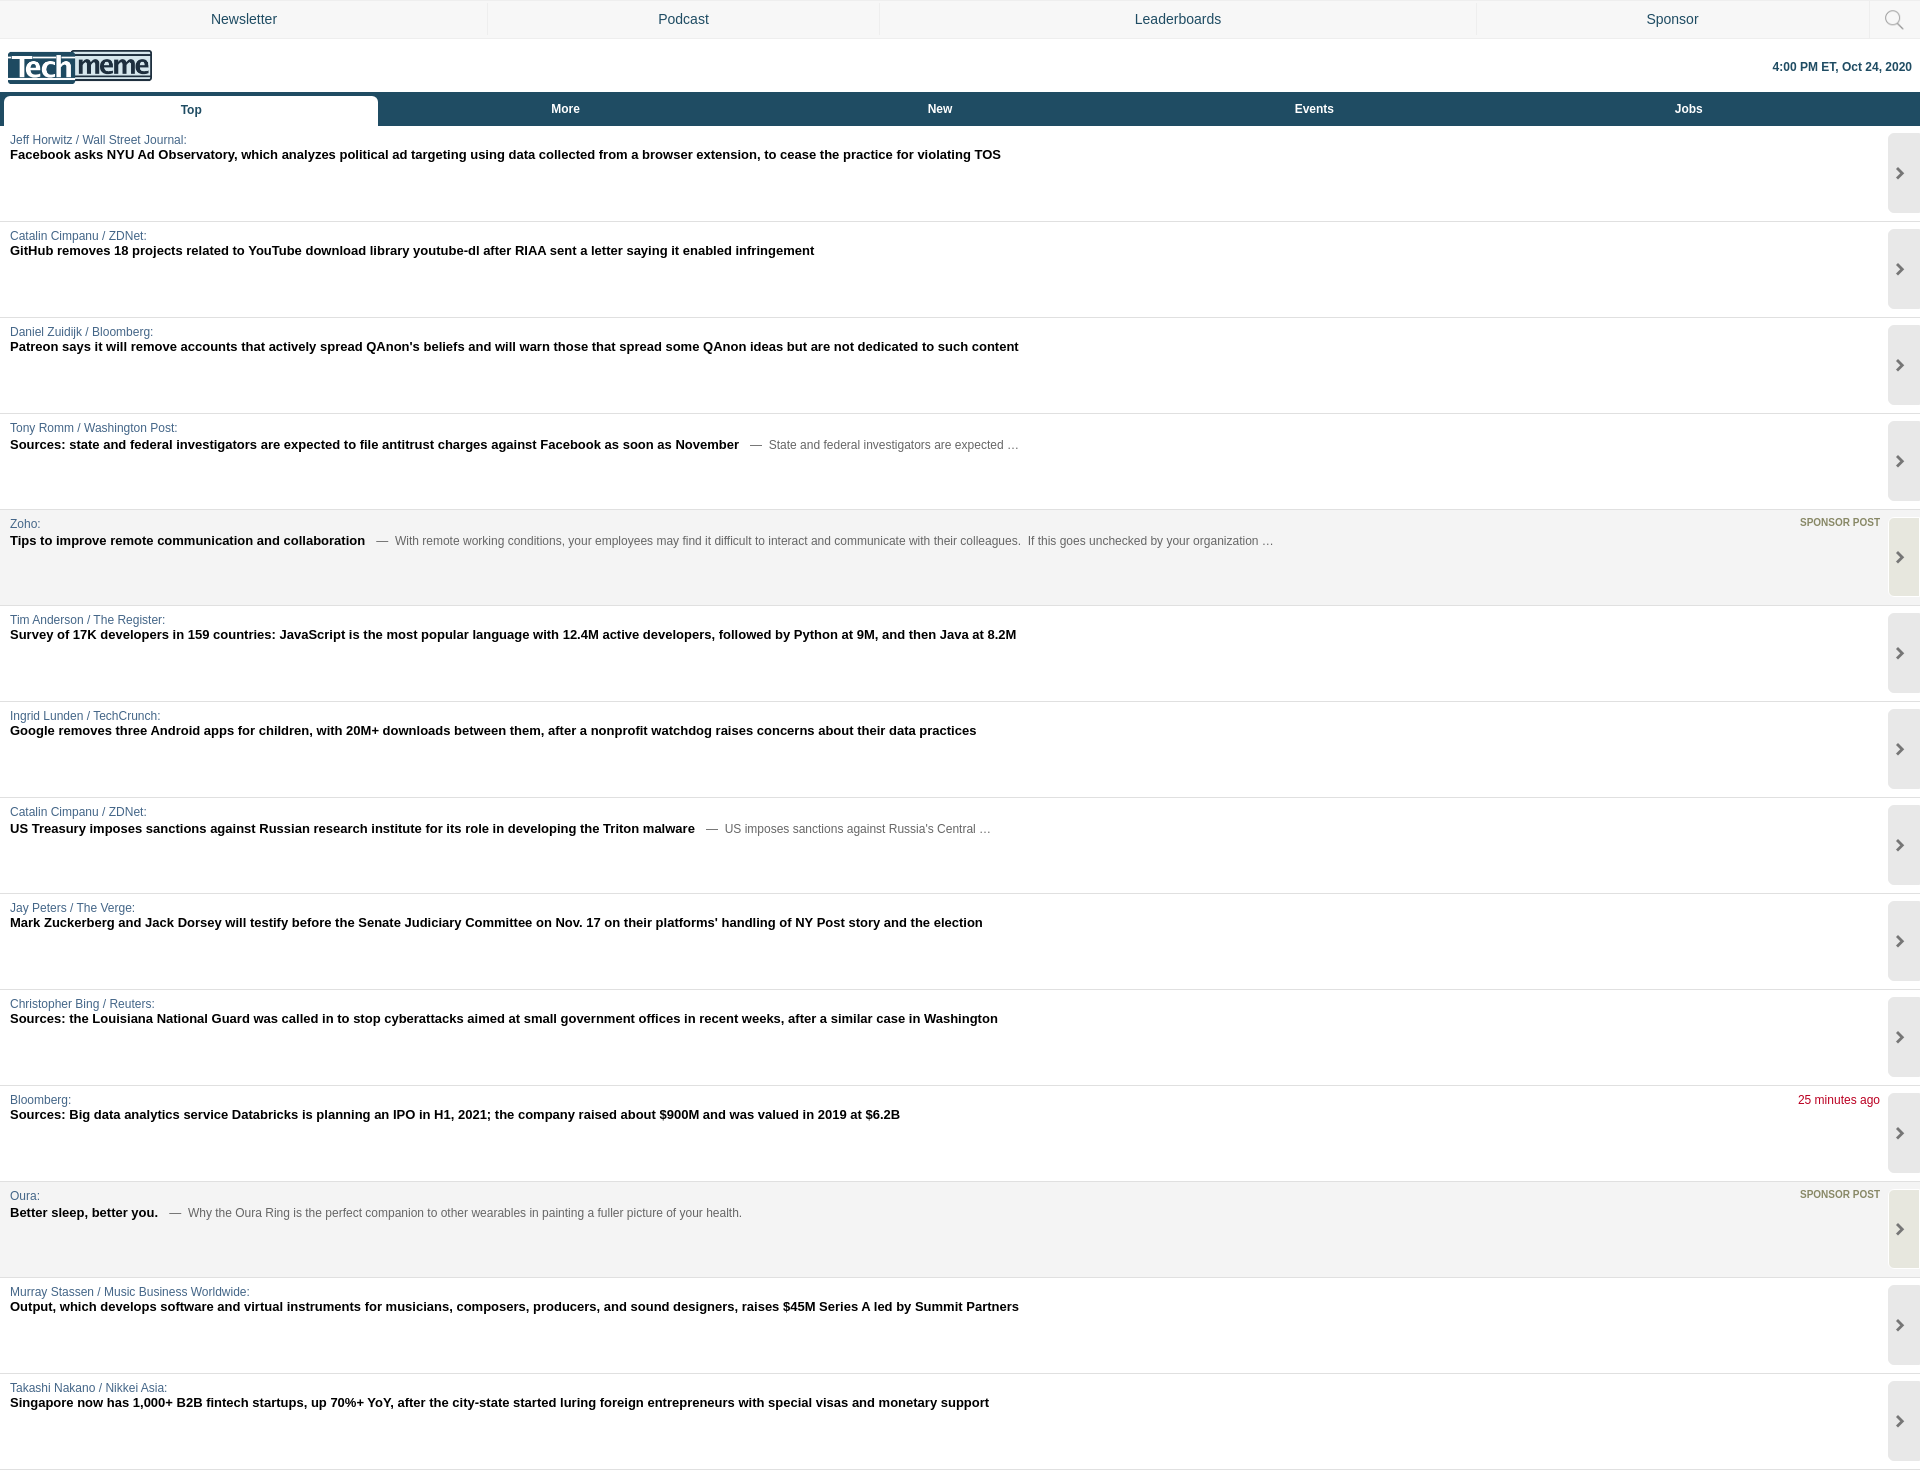 Newsletter
Podcast
Leaderboards
Sponsor
Techmeme
4:00 PM ET, Oct 24, 2020
Top
More
New
Events
Jobs
Jeff Horwitz / Wall Street Journal:
Facebook asks NYU Ad Observatory, which analyzes political ad targeting using data collected from a browser extension, to cease the practice for violating TOS
Catalin Cimpanu / ZDNet:
GitHub removes 18 projects related to YouTube download library youtube-dl after RIAA sent a letter saying it enabled infringement
Daniel Zuidijk / Bloomberg:
Patreon says it will remove accounts that actively spread QAnon's beliefs and will warn those that spread some QAnon ideas but are not dedicated to such content
Tony Romm / Washington Post:
Sources: state and federal investigators are expected to file antitrust charges against Facebook as soon as November — State and federal investigators are expected …
Zoho:
SPONSOR POST
Tips to improve remote communication and collaboration — With remote working conditions, your employees may find it difficult to interact and communicate with their colleagues. If this goes unchecked by your organization …
Tim Anderson / The Register:
Survey of 17K developers in 159 countries: JavaScript is the most popular language with 12.4M active developers, followed by Python at 9M, and then Java at 8.2M
Ingrid Lunden / TechCrunch:
Google removes three Android apps for children, with 20M+ downloads between them, after a nonprofit watchdog raises concerns about their data practices
Catalin Cimpanu / ZDNet:
US Treasury imposes sanctions against Russian research institute for its role in developing the Triton malware — US imposes sanctions against Russia's Central …
Jay Peters / The Verge:
Mark Zuckerberg and Jack Dorsey will testify before the Senate Judiciary Committee on Nov. 17 on their platforms' handling of NY Post story and the election
Christopher Bing / Reuters:
Sources: the Louisiana National Guard was called in to stop cyberattacks aimed at small government offices in recent weeks, after a similar case in Washington
Bloomberg:
25 minutes ago
Sources: Big data analytics service Databricks is planning an IPO in H1, 2021; the company raised about $900M and was valued in 2019 at $6.2B
Oura:
SPONSOR POST
Better sleep, better you. — Why the Oura Ring is the perfect companion to other wearables in painting a fuller picture of your health.
Murray Stassen / Music Business Worldwide:
Output, which develops software and virtual instruments for musicians, composers, producers, and sound designers, raises $45M Series A led by Summit Partners
Takashi Nakano / Nikkei Asia:
Singapore now has 1,000+ B2B fintech startups, up 70%+ YoY, after the city-state started luring foreign entrepreneurs with special visas and monetary support